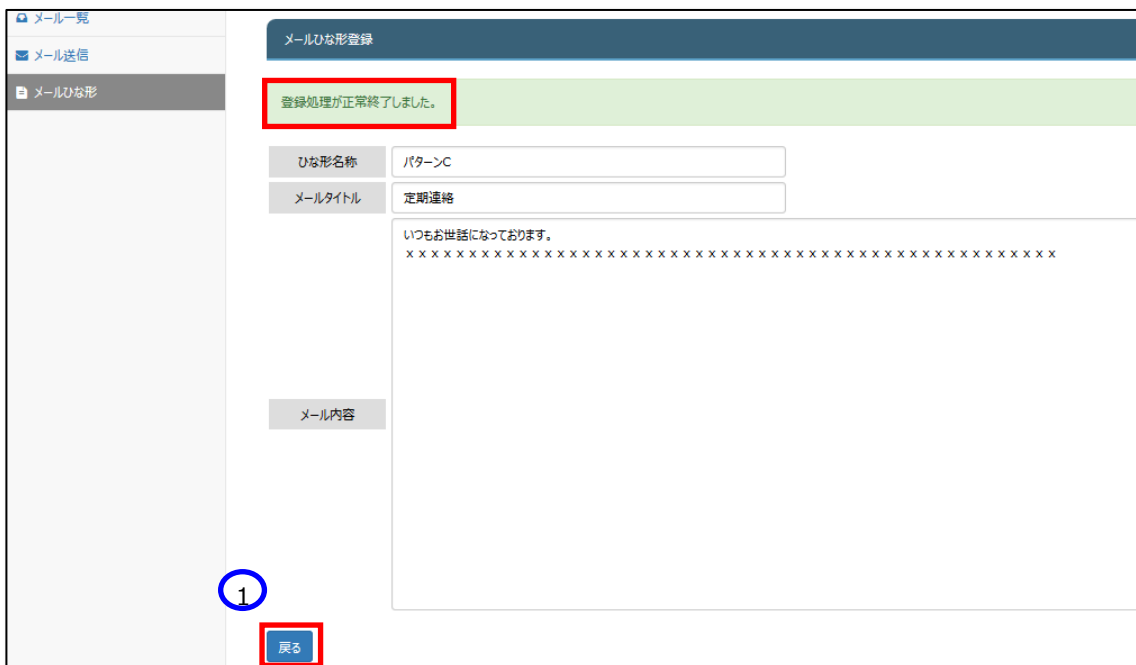 メール一覧
メール送信
メールひな形
メールひな形登録
登録処理が正常終了しました。
ひな形名称
パターンC
メールタイトル
定期連絡
メール内容
いつもお世話になっております。
ｘｘｘｘｘｘｘｘｘｘｘｘｘｘｘｘｘｘｘｘｘｘｘｘｘｘｘｘｘｘｘｘｘｘｘｘｘｘｘｘｘｘｘｘｘｘｘｘｘｘｘｘ
1
戻る